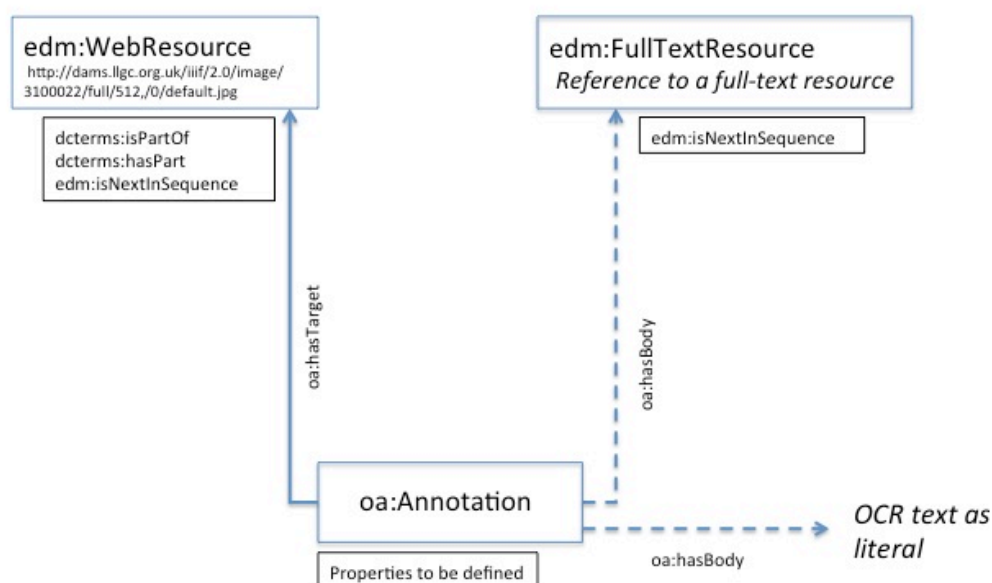 edm:WebResource
http://dams.llgc.org.uk/iiif/2.0/image/
3100022/full/512,/0/default.jpg
dcterms:isPartOf
dcterms:hasPart
edm:isNextInSequence
edm:FullTextResource
Reference to a full-text resource
edm:isNextInSequence
oa:hasTarget
oa:hasBody
oa:Annotation
Properties to be defined
oa:hasBody
OCR text as
literal